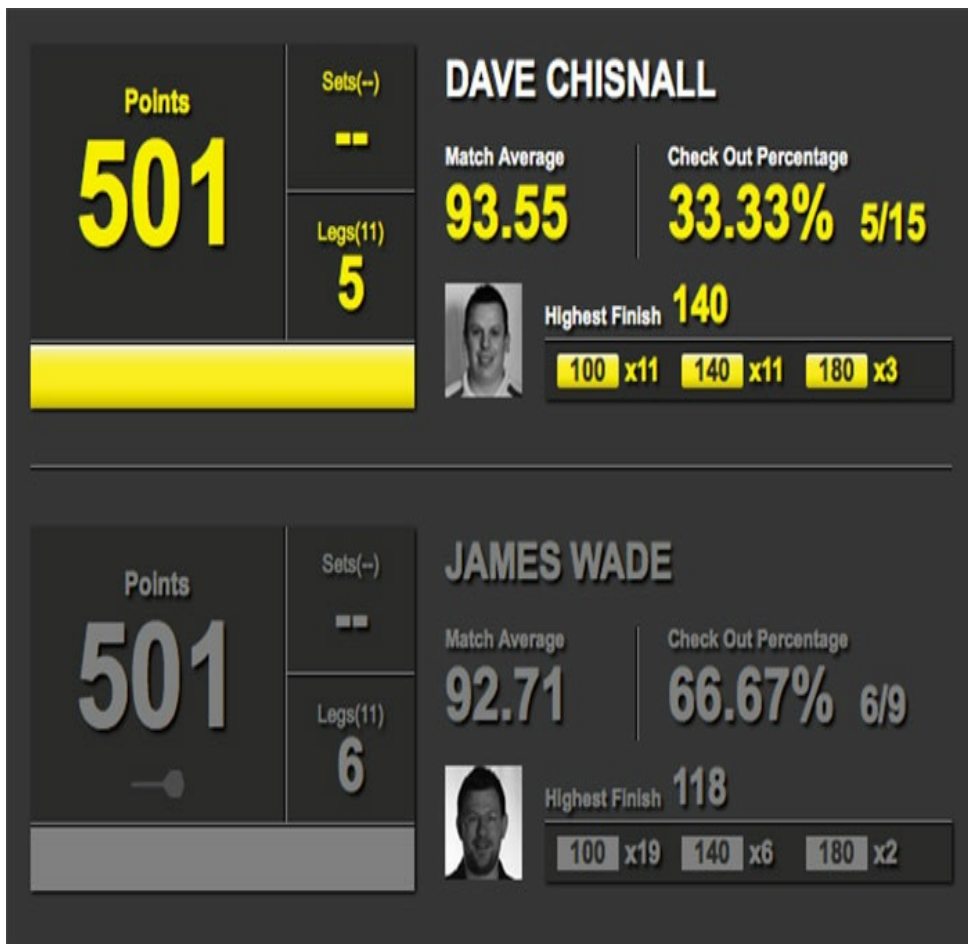 DAVE CHISNALL
Points
501
Sets(--)
--
Legs(11)
5
Match Average
93.55
Check Out Percentage
33.33% 5/15
Highest Finish 140
100 x11 140 x11 180 x3
JAMES WADE
Points
501
Sets(--)
--
Legs(11)
6
Match Average
92.71
Check Out Percentage
66.67% 6/9
Highest Finish 118
100 x19 140 x6 180 x2